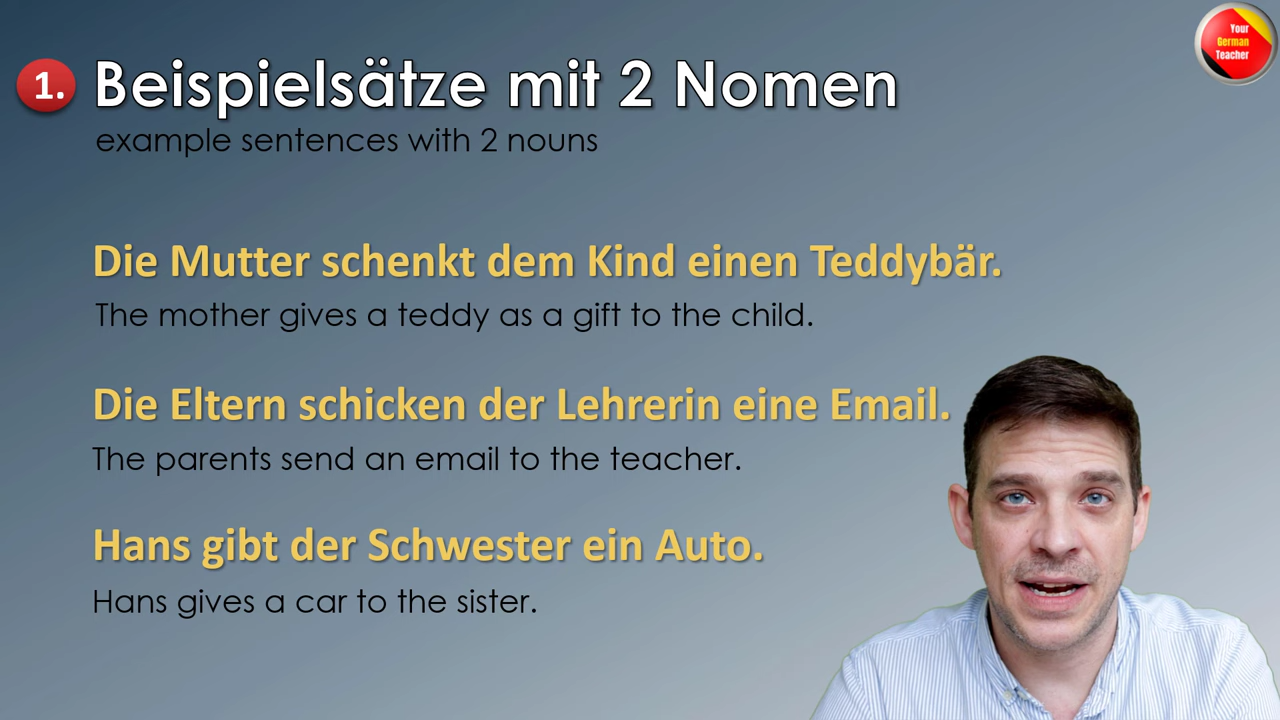 Your
German
Teacher
1. Beispielsätze mit 2 Nomen
example sentences with 2 nouns
Die Mutter schenkt dem Kind einen Teddybär.
The mother gives a teddy as a gift to the child.
Die Eltern schicken der Lehrerin eine Email.
The parents send an email to the teacher.
Hans gibt der Schwester ein Auto.
Hans gives a car to the sister.